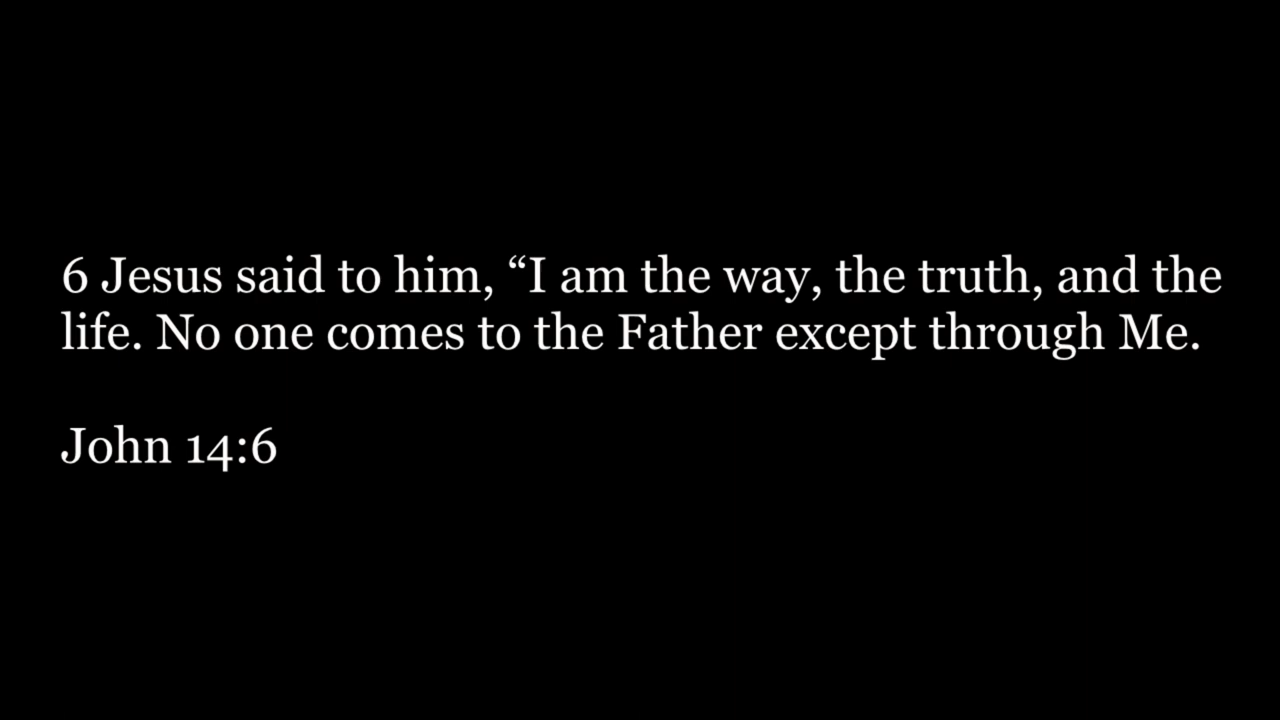 6 Jesus said to him, “I am the way, the truth, and the
life. No one comes to the Father except through Me.
John 14:6